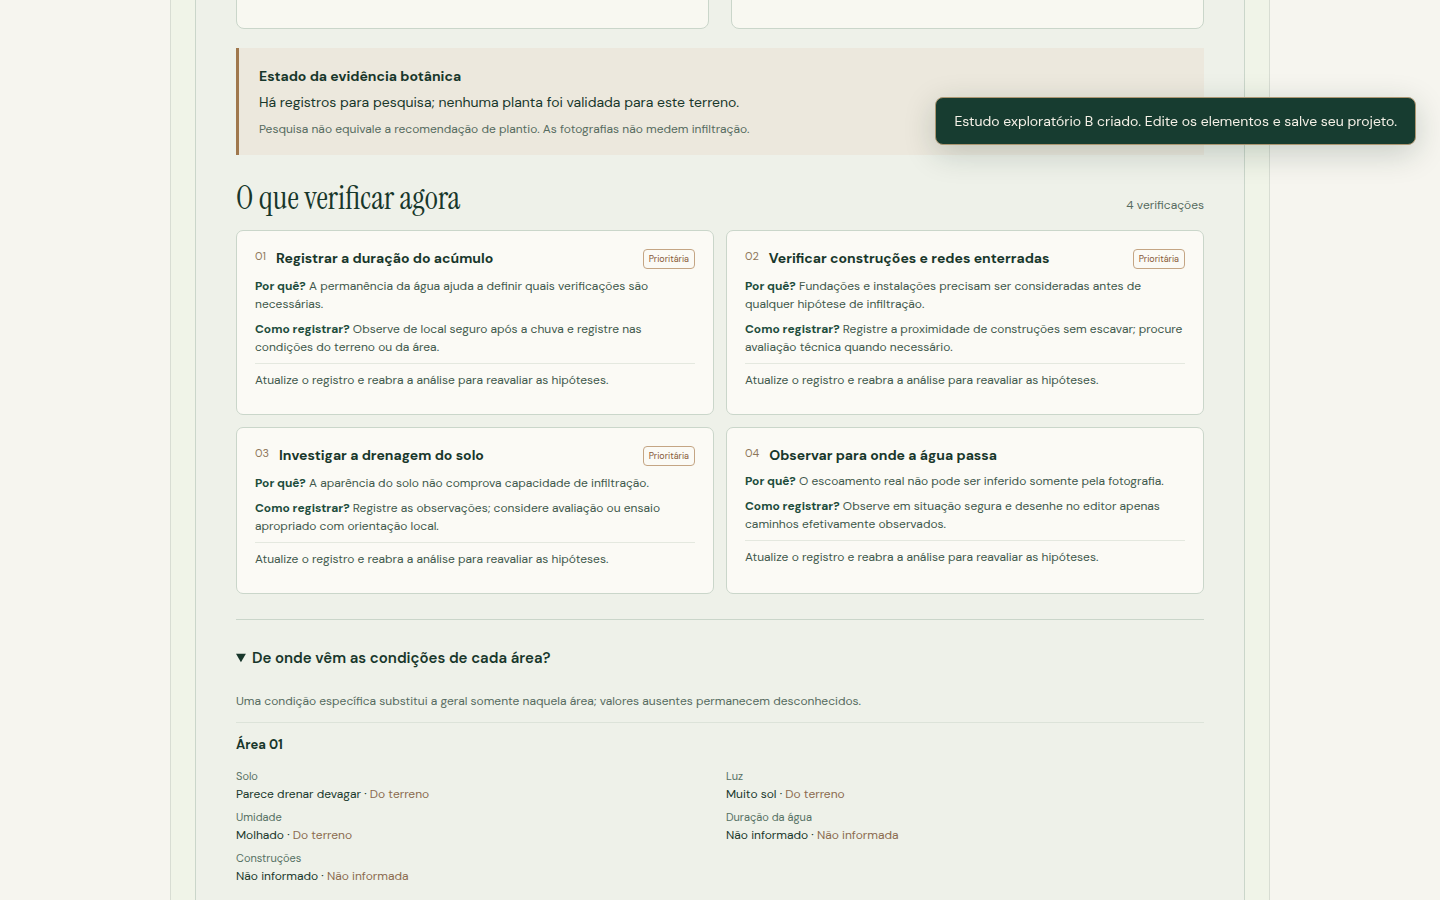 Estado da evidência botânica
Há registros para pesquisa; nenhuma planta foi validada para este terreno.
Pesquisa não equivale a recomendação de plantio. As fotografias não medem infiltração.
Estudo exploratório B criado. Edite os elementos e salve seu projeto.
O que verificar agora
4 verificações
01 Registrar a duração do acúmulo
Prioritária
Por quê? A permanência da água ajuda a definir quais verificações são
necessárias.
Como registrar? Observe de local seguro após a chuva e registre nas
condições do terreno ou da área.
Atualize o registro e reabra a análise para reavaliar as hipóteses.
02 Verificar construções e redes enterradas
Prioritária
Por quê? Fundações e instalações precisam ser consideradas antes de
qualquer hipótese de infiltração.
Como registrar? Registre a proximidade de construções sem escavar; procure
avaliação técnica quando necessário.
Atualize o registro e reabra a análise para reavaliar as hipóteses.
03 Investigar a drenagem do solo
Prioritária
Por quê? A aparência do solo não comprova capacidade de infiltração.
Como registrar? Registre as observações; considere avaliação ou ensaio
apropriado com orientação local.
Atualize o registro e reabra a análise para reavaliar as hipóteses.
04 Observar para onde a água passa
Por quê? O escoamento real não pode ser inferido somente pela fotografia.
Como registrar? Observe em situação segura e desenhe no editor apenas
caminhos efetivamente observados.
Atualize o registro e reabra a análise para reavaliar as hipóteses.
▼ De onde vêm as condições de cada área?
Uma condição específica substitui a geral somente naquela área; valores ausentes permanecem desconhecidos.
Área 01
Solo
Parece drenar devagar · Do terreno
Luz
Muito sol · Do terreno
Umidade
Molhado · Do terreno
Duração da água
Não informado · Não informada
Construções
Não informado · Não informada